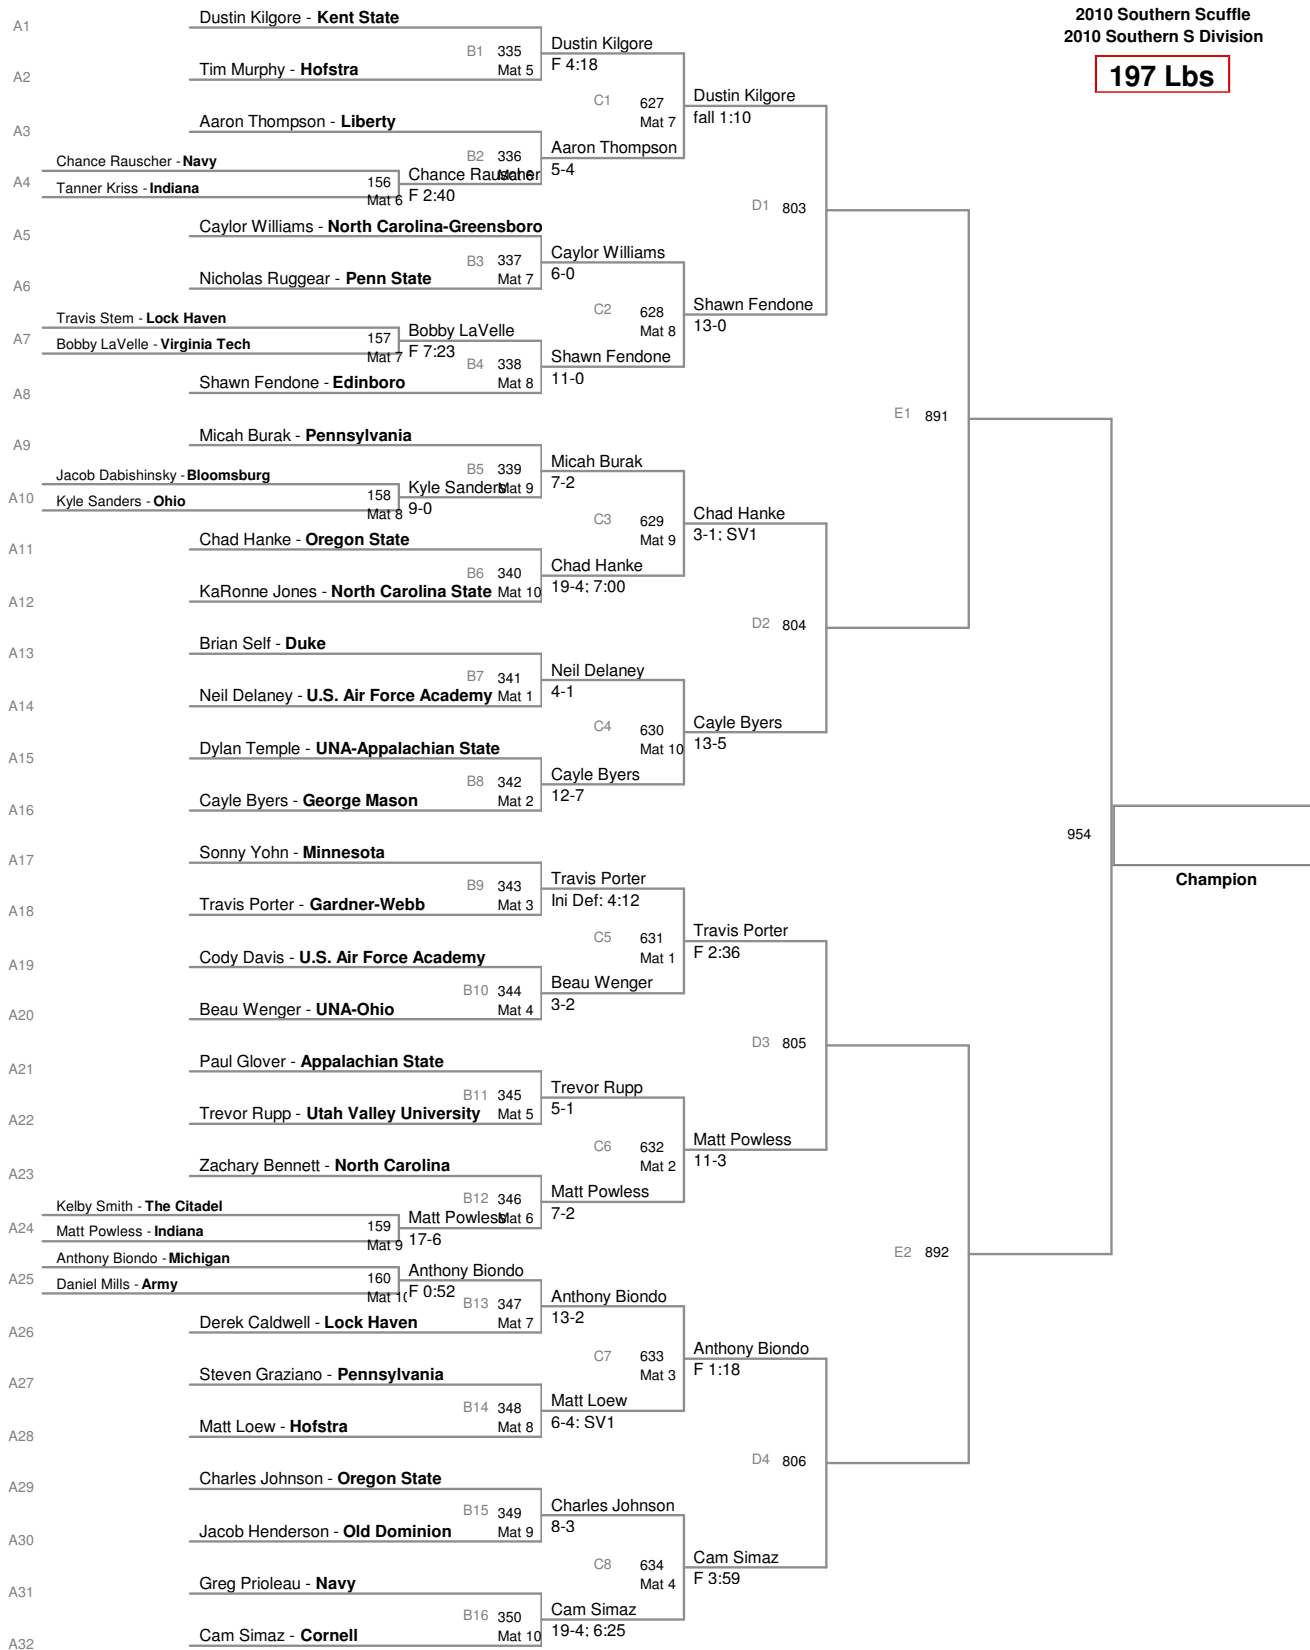 2010 Southern Scuffle
2010 Southern S Division
197 Lbs
A1
Dustin Kilgore - Kent State
B1 335
Mat 5
Dustin Kilgore
F 4:18
A2
Tim Murphy - Hofstra
C1 627
Mat 7
Dustin Kilgore
fall 1:10
A3
Aaron Thompson - Liberty
B2 336
Mat 6
Aaron Thompson
5-4
Chance Rauscher - Navy
A4
Tanner Kriss - Indiana
156
Mat 6
Chance Rauscher
F 2:40
D1 803
A5
Caylor Williams - North Carolina-Greensboro
B3 337
Mat 7
Caylor Williams
6-0
A6
Nicholas Ruggear - Penn State
C2 628
Mat 8
Shawn Fendone
13-0
Travis Stem - Lock Haven
A7
Bobby LaVelle - Virginia Tech
157
Mat 7
Bobby LaVelle
F 7:23
B4 338
Mat 8
Shawn Fendone
11-0
A8
Shawn Fendone - Edinboro
E1 891
A9
Micah Burak - Pennsylvania
B5 339
Mat 9
Micah Burak
7-2
Jacob Dabishinsky - Bloomsburg
A10
Kyle Sanders - Ohio
158
Mat 8
Kyle Sanders
9-0
C3 629
Mat 9
Chad Hanke
3-1; SV1
A11
Chad Hanke - Oregon State
B6 340
Mat 10
Chad Hanke
19-4; 7:00
A12
KaRonne Jones - North Carolina State
D2 804
A13
Brian Self - Duke
B7 341
Mat 1
Neil Delaney
4-1
A14
Neil Delaney - U.S. Air Force Academy
C4 630
Mat 10
Cayle Byers
13-5
A15
Dylan Temple - UNA-Appalachian State
B8 342
Mat 2
Cayle Byers
12-7
A16
Cayle Byers - George Mason
954
Champion
A17
Sonny Yohn - Minnesota
B9 343
Mat 3
Travis Porter
Inj Def: 4:12
A18
Travis Porter - Gardner-Webb
C5 631
Mat 1
Travis Porter
F 2:36
A19
Cody Davis - U.S. Air Force Academy
B10 344
Mat 4
Beau Wenger
3-2
A20
Beau Wenger - UNA-Ohio
D3 805
A21
Paul Glover - Appalachian State
B11 345
Mat 5
Trevor Rupp
5-1
A22
Trevor Rupp - Utah Valley University
C6 632
Mat 2
Matt Powless
11-3
A23
Zachary Bennett - North Carolina
B12 346
Mat 6
Matt Powless
7-2
Kelby Smith - The Citadel
A24
Matt Powless - Indiana
159
Mat 9
Matt Powless
17-6
E2 892
Anthony Biondo - Michigan
A25
Daniel Mills - Army
160
Mat 10
Anthony Biondo
F 0:52
B13 347
Mat 7
Anthony Biondo
13-2
A26
Derek Caldwell - Lock Haven
C7 633
Mat 3
Anthony Biondo
F 1:18
A27
Steven Graziano - Pennsylvania
B14 348
Mat 8
Matt Loew
6-4; SV1
A28
Matt Loew - Hofstra
D4 806
A29
Charles Johnson - Oregon State
B15 349
Mat 9
Charles Johnson
8-3
A30
Jacob Henderson - Old Dominion
C8 634
Mat 4
Cam Simaz
F 3:59
A31
Greg Prioleau - Navy
B16 350
Mat 10
Cam Simaz
19-4; 6:25
A32
Cam Simaz - Cornell